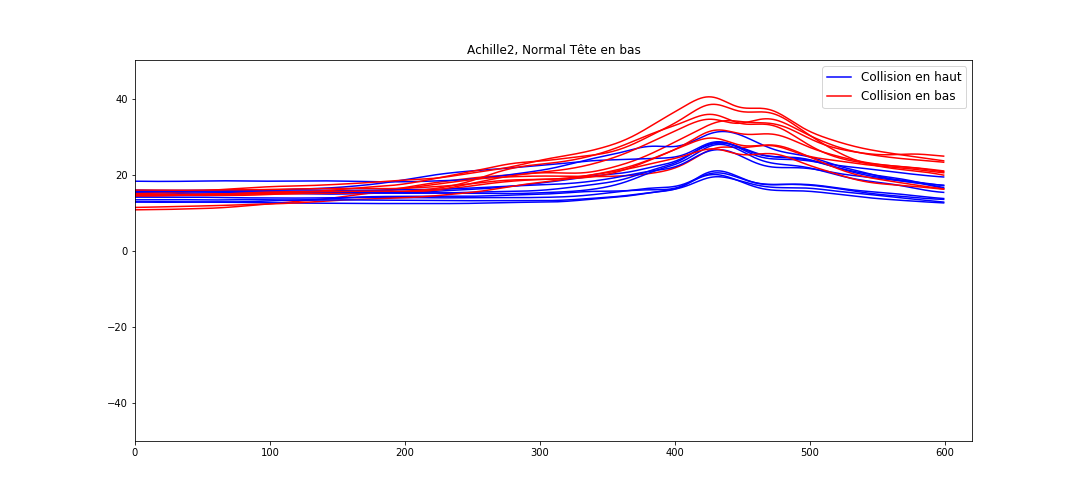 Achille2, Normal Tête en bas
Collision en haut
Collision en bas
40
20
0
−20
−40
0 100 200 300 400 500 600